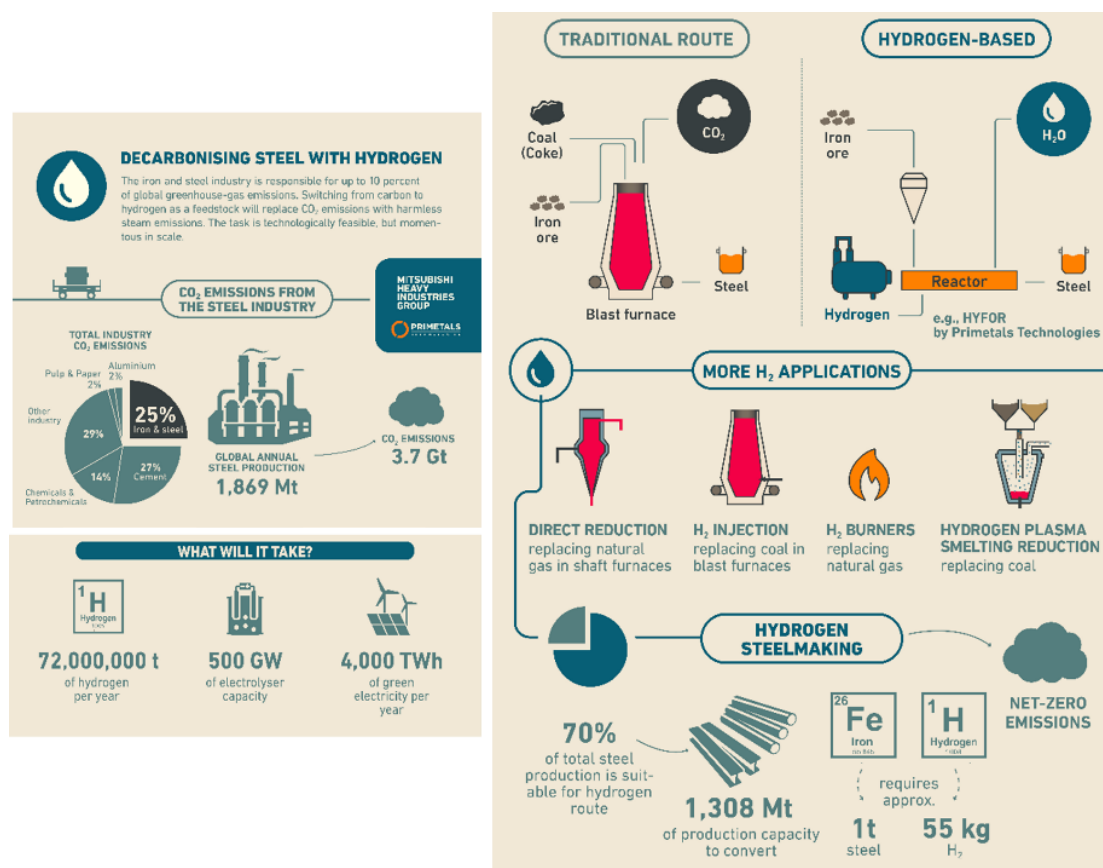 DECARBONISING STEEL WITH HYDROGEN
The iron and steel industry is responsible for up to 10 percent
of global greenhouse-gas emissions. Switching from carbon to
hydrogen as a feedstock will replace CO₂ emissions with harmless
steam emissions. The task is technologically feasible, but momen-
tous in scale.
CO₂ EMISSIONS FROM
THE STEEL INDUSTRY
MITSUBISHI
HEAVY
INDUSTRIES
GROUP
PRIMETALS
TOTAL INDUSTRY
CO₂ EMISSIONS
Pulp & Paper
2%
Aluminium
2%
25%
Iron & steel
Other
industry
29%
27%
Cement
14%
Chemicals &
Petrochemicals
GLOBAL ANNUAL
STEEL PRODUCTION
1,869 Mt
CO₂ EMISSIONS
3.7 Gt
WHAT WILL IT TAKE?
1
H
Hydrogen
72,000,000 t
of hydrogen
per year
500 GW
of electrolyser
capacity
4,000 TWh
of green
electricity per
year
TRADITIONAL ROUTE
Coal
(Coke)
CO₂
Iron
ore
Steel
Blast furnace
HYDROGEN-BASED
Iron
ore
H₂O
Reactor
Steel
Hydrogen
e.g., HYFOR
by Primetals Technologies
MORE H₂ APPLICATIONS
DIRECT REDUCTION
replacing natural
gas in shaft furnaces
H₂ INJECTION
replacing coal in
blast furnaces
H₂ BURNERS
replacing
natural gas
HYDROGEN PLASMA
SMELTING REDUCTION
replacing coal
HYDROGEN
STEELMAKING
NET-ZERO
EMISSIONS
70%
of total steel
production is suit-
able for hydrogen
route
1,308 Mt
of production capacity
to convert
26
Fe
Iron
1
H
Hydrogen
requires
approx.
1t
steel
55 kg
H₂